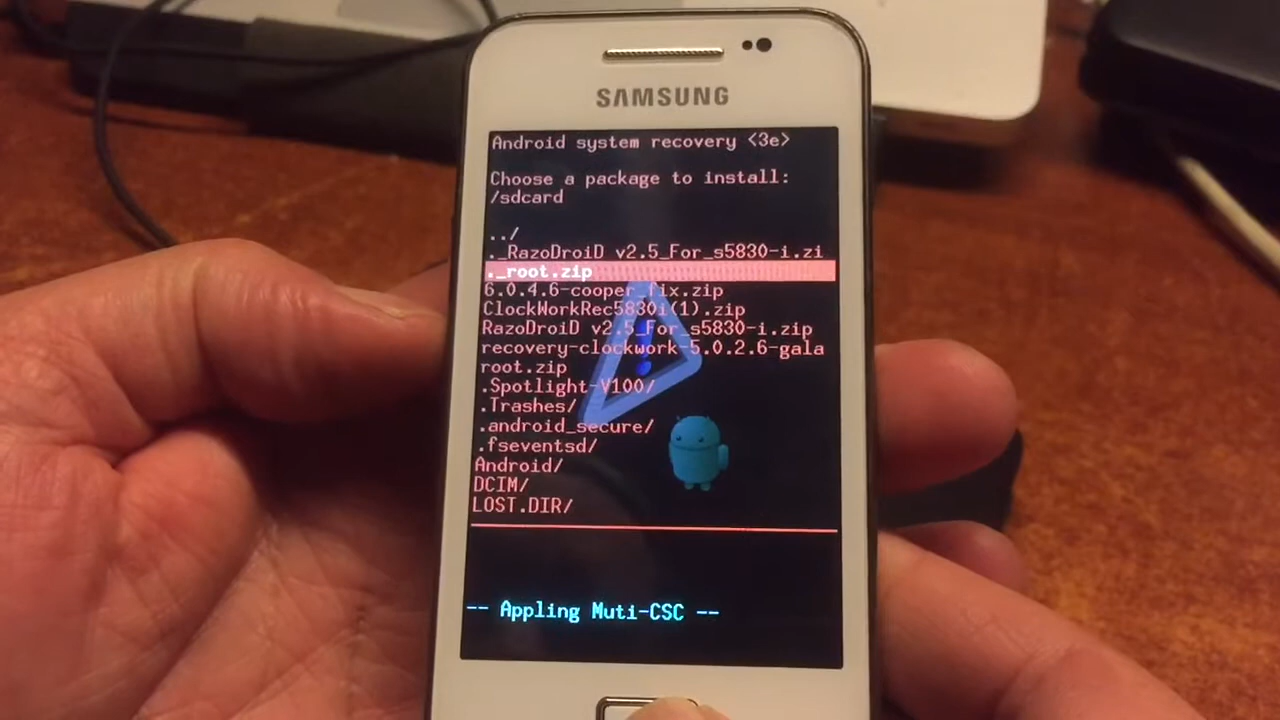 SAMSUNG
Android system recovery <3e>
Choose a package to install:
/sdcard
../
._RazoDroiD v2.5_For_s5830-i.zi
._root.zip
6.0.4.6-cooper_fix.zip
ClockWorkRec5830i(1).zip
RazoDroiD v2.5_For_s5830-i.zip
recovery-clockwork-5.0.2.6-gala
root.zip
.Spotlight-V100/
.Trashes/
.android_secure/
.fseventsd/
Android/
DCIM/
LOST.DIR/
-- Appling Muti-CSC --